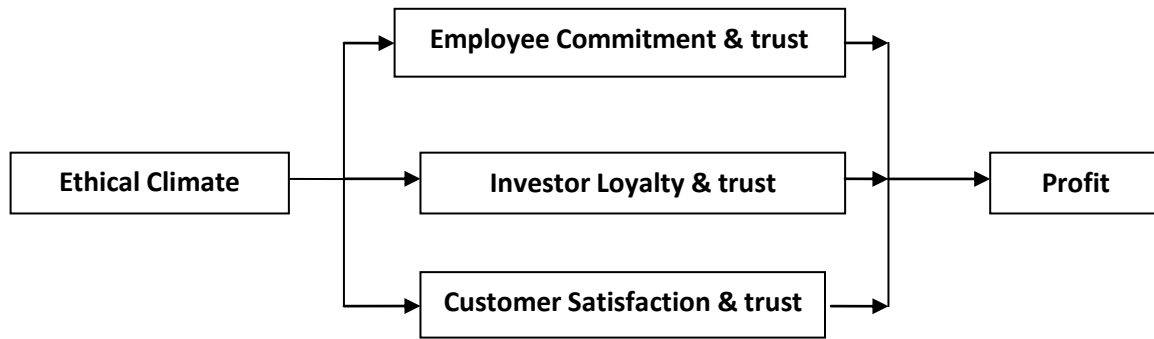 Employee Commitment & trust
Ethical Climate
Investor Loyalty & trust
Profit
Customer Satisfaction & trust